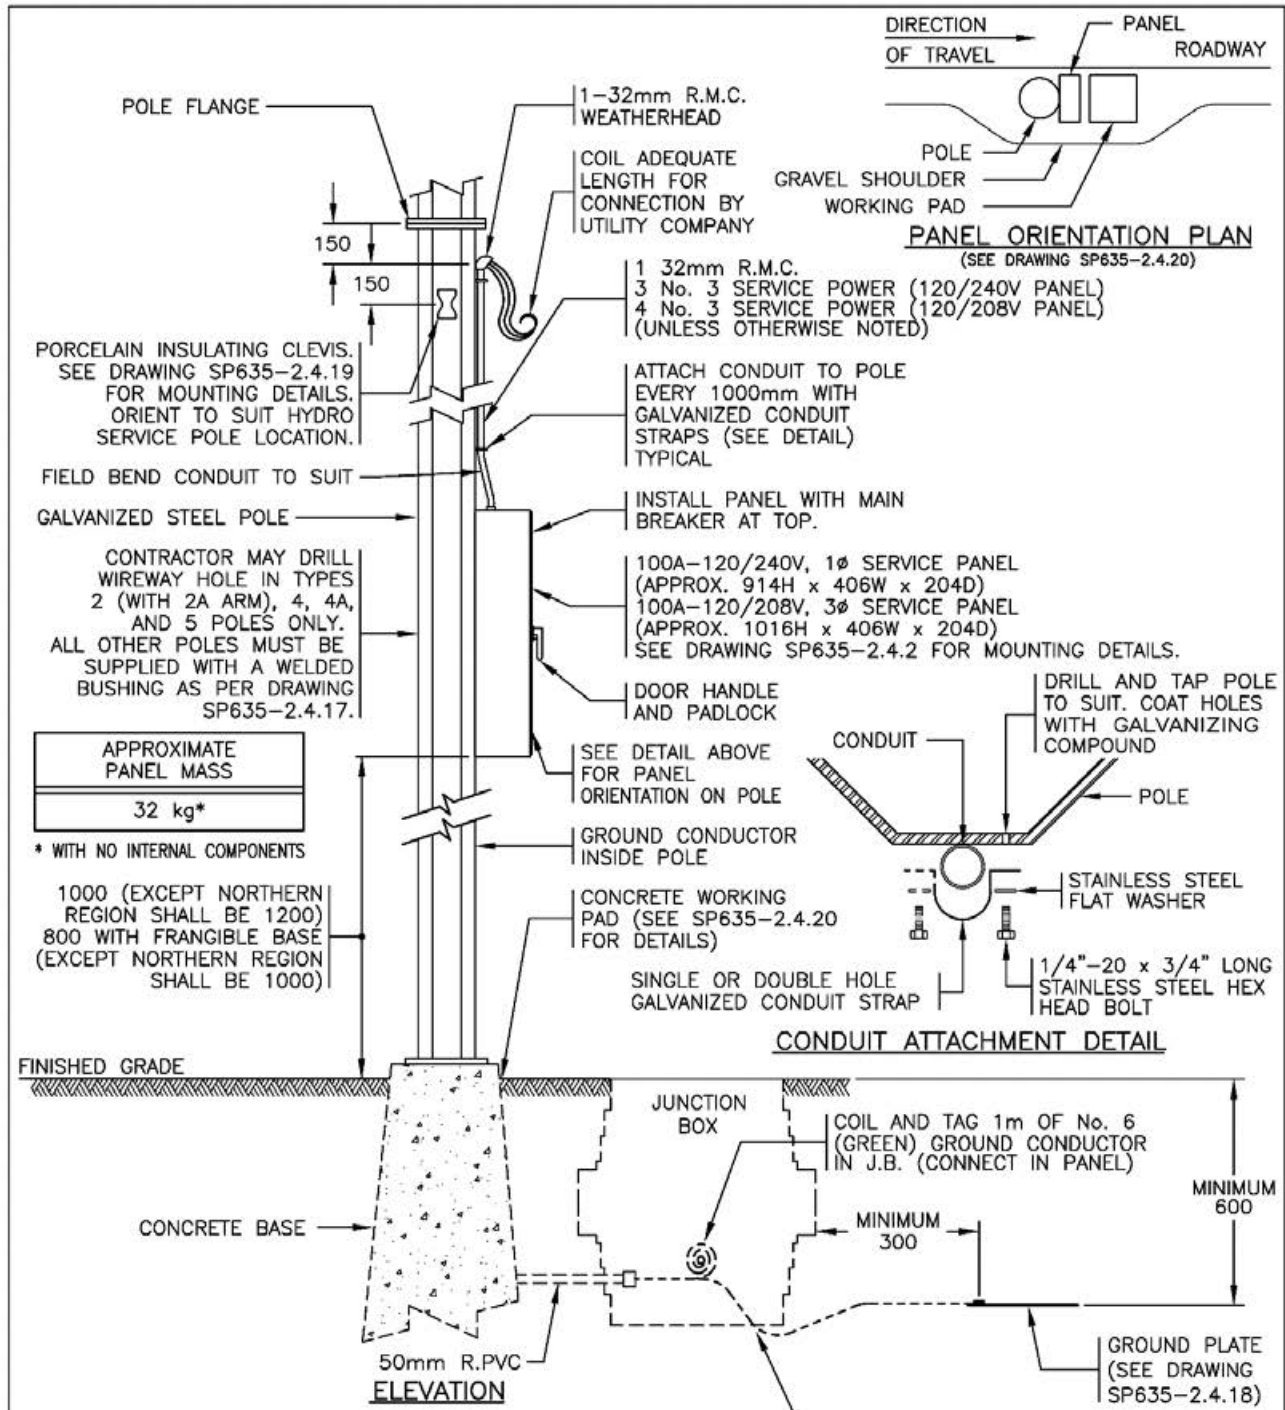 DIRECTION
OF TRAVEL
PANEL
ROADWAY
POLE
GRAVEL SHOULDER
WORKING PAD
PANEL ORIENTATION PLAN
(SEE DRAWING SP635-2.4.20)
POLE FLANGE
1-32mm R.M.C.
WEATHERHEAD
COIL ADEQUATE
LENGTH FOR
CONNECTION BY
UTILITY COMPANY
150
150
1 32mm R.M.C.
3 No. 3 SERVICE POWER (120/240V PANEL)
4 No. 3 SERVICE POWER (120/208V PANEL)
(UNLESS OTHERWISE NOTED)
PORCELAIN INSULATING CLEVIS.
SEE DRAWING SP635-2.4.19
FOR MOUNTING DETAILS.
ORIENT TO SUIT HYDRO
SERVICE POLE LOCATION.
ATTACH CONDUIT TO POLE
EVERY 1000mm WITH
GALVANIZED CONDUIT
STRAPS (SEE DETAIL)
TYPICAL
FIELD BEND CONDUIT TO SUIT
GALVANIZED STEEL POLE
INSTALL PANEL WITH MAIN
BREAKER AT TOP.
CONTRACTOR MAY DRILL
WIREWAY HOLE IN TYPES
2 (WITH 2A ARM), 4, 4A,
AND 5 POLES ONLY.
ALL OTHER POLES MUST BE
SUPPLIED WITH A WELDED
BUSHING AS PER DRAWING
SP635-2.4.17.
100A-120/240V, 1ø SERVICE PANEL
(APPROX. 914H x 406W x 204D)
100A-120/208V, 3ø SERVICE PANEL
(APPROX. 1016H x 406W x 204D)
SEE DRAWING SP635-2.4.2 FOR MOUNTING DETAILS.
DOOR HANDLE
AND PADLOCK
DRILL AND TAP POLE
TO SUIT. COAT HOLES
WITH GALVANIZING
COMPOUND
APPROXIMATE
PANEL MASS
32 kg*
* WITH NO INTERNAL COMPONENTS
SEE DETAIL ABOVE
FOR PANEL
ORIENTATION ON POLE
CONDUIT
POLE
GROUND CONDUCTOR
INSIDE POLE
1000 (EXCEPT NORTHERN
REGION SHALL BE 1200)
800 WITH FRANGIBLE BASE
(EXCEPT NORTHERN REGION
SHALL BE 1000)
CONCRETE WORKING
PAD (SEE SP635-2.4.20
FOR DETAILS)
STAINLESS STEEL
FLAT WASHER
SINGLE OR DOUBLE HOLE
GALVANIZED CONDUIT STRAP
1/4"-20 x 3/4" LONG
STAINLESS STEEL HEX
HEAD BOLT
CONDUIT ATTACHMENT DETAIL
FINISHED GRADE
JUNCTION
BOX
COIL AND TAG 1m OF No. 6
(GREEN) GROUND CONDUCTOR
IN J.B. (CONNECT IN PANEL)
MINIMUM
600
CONCRETE BASE
MINIMUM
300
50mm R.PVC
ELEVATION
GROUND PLATE
(SEE DRAWING
SP635-2.4.18)